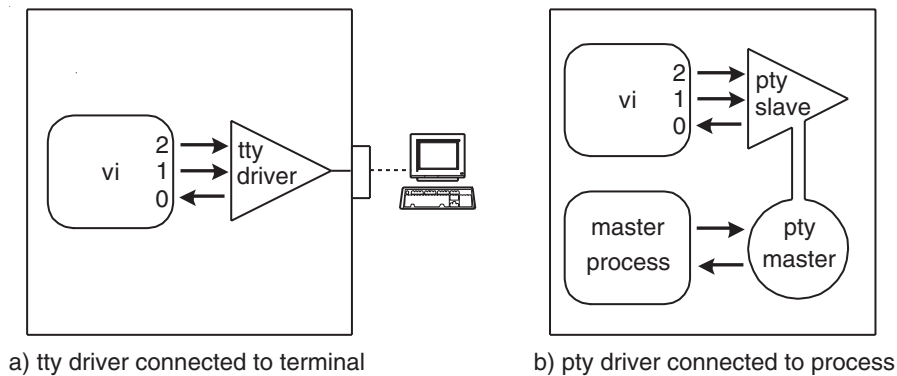 vi
2
1
0
tty
driver
a) tty driver connected to terminal
vi
2
1
0
pty
slave
master
process
pty
master
b) pty driver connected to process